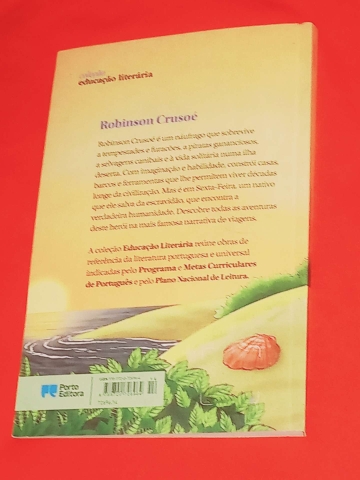 coleção
educação literária
Robinson Crusoé
Robinson Crusoé é um náufrago que sobrevive
a tempestades e furacões, a piratas gananciosos,
a selvagens canibais e à vida solitária numa ilha
deserta. Com imaginação e habilidade, constrói casas,
barcos e ferramentas que lhe permitem viver décadas
longe da civilização. Mas é em Sexta-Feira, um nativo
que ele salva da escravidão, que encontra a
verdadeira humanidade. Descobre todas as aventuras
deste herói na mais famosa narrativa de viagens.
A coleção Educação Literária reúne obras de
referência da literatura portuguesa e universal
indicadas pelo Programa e Metas Curriculares
de Português e pelo Plano Nacional de Leitura.
Porto
Editora